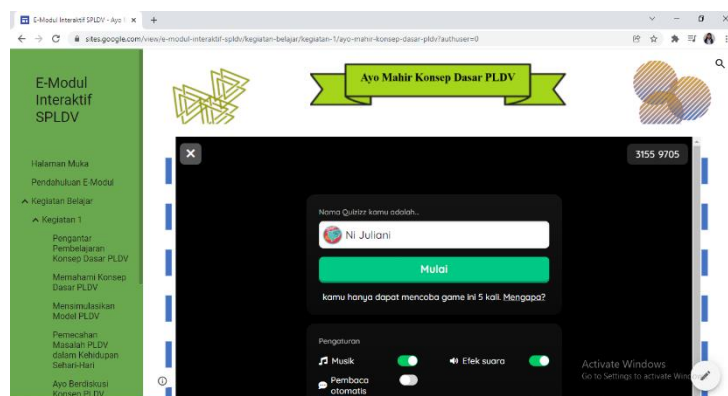 E-Modul Interaktif SPLDV - Ayo
sites.google.com/view/e-modul-interaktif-spldv/kegiatan-belajar/kegiatan-1/ayo-mahir-konsep-dasar-pldv?authuser=0
E-Modul
Interaktif
SPLDV
Halaman Muka
Pendahuluan E-Modul
Kegiatan Belajar
Kegiatan 1
Pengantar
Pembelajaran
Konsep Dasar PLDV
Memahami Konsep
Dasar PLDV
Mensimulasikan
Model PLDV
Pemecahan
Masalah PLDV
dalam Kehidupan
Sehari-Hari
Ayo Berdiskusi
Konsep PLDV
Ayo Mahir Konsep Dasar PLDV
3155 9705
Nama Quizizz kamu adalah..
Ni Juliani
Mulai
kamu hanya dapat mencoba game ini 5 kali. Mengapa?
Pengaturan
Musik
Efek suara
Pembaca
otomatis
Activate Windows
Go to Settings to activate Windows